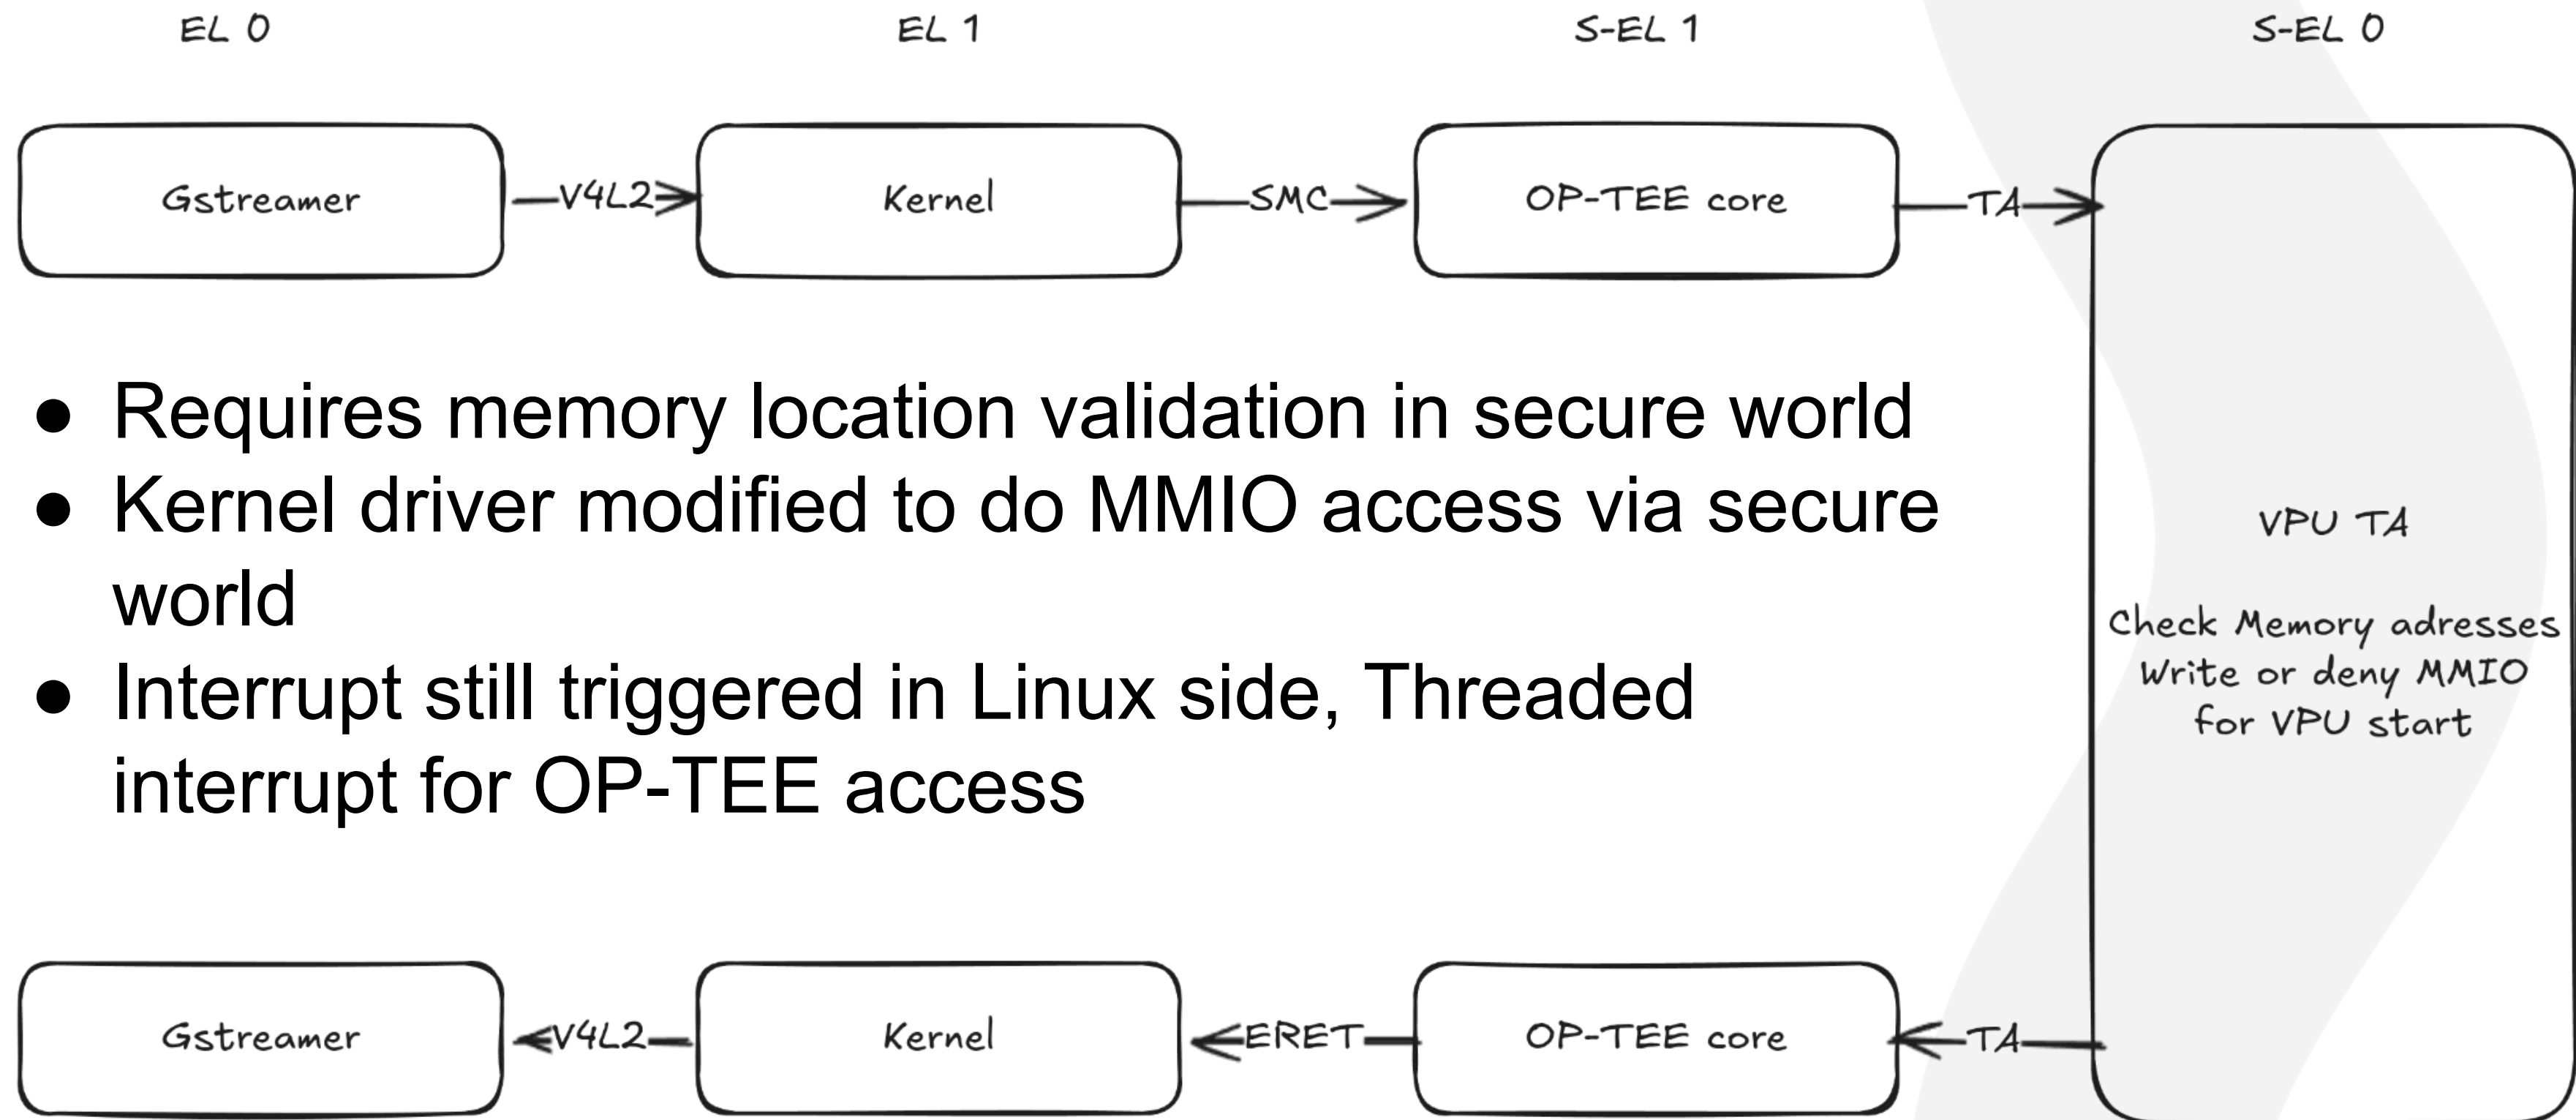 EL 0 EL 1 S-EL 1 S-EL 0
Gstreamer —V4L2→ Kernel —SMC→ OP-TEE core —TA→
● Requires memory location validation in secure world
● Kernel driver modified to do MMIO access via secure
world
● Interrupt still triggered in Linux side, Threaded
interrupt for OP-TEE access
VPU TA
Check Memory adresses
Write or deny MMIO
for VPU start
Gstreamer ←V4L2— Kernel ←ERET— OP-TEE core ←TA—